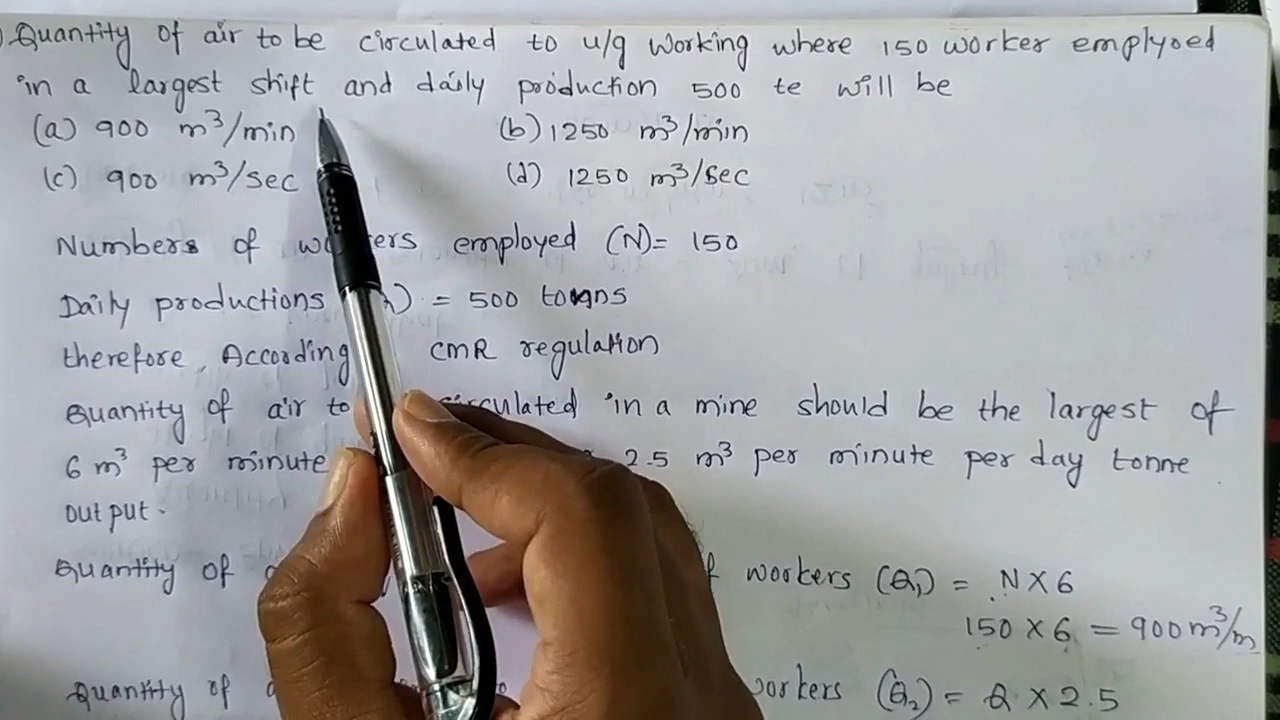 Quantity of air to be circulated to u/g working where 150 worker emplyoed
in a largest shift and daily production 500 te will be
(a) 900 m³/min (b) 1250 m³/min
(c) 900 m³/sec (d) 1250 m³/sec
Numbers of employed (N) = 150
Daily productions = 500 tonns
therefore, According CMR regulation
Quantity of air to circulated in a mine should be the largest of
6 m³ per minute 2.5 m³ per minute per day tonne
output.
Quantity of workers (Q₁) = N X 6
150 X 6 = 900 m³/m
Quantity of workers (Q₂) = Q X 2.5